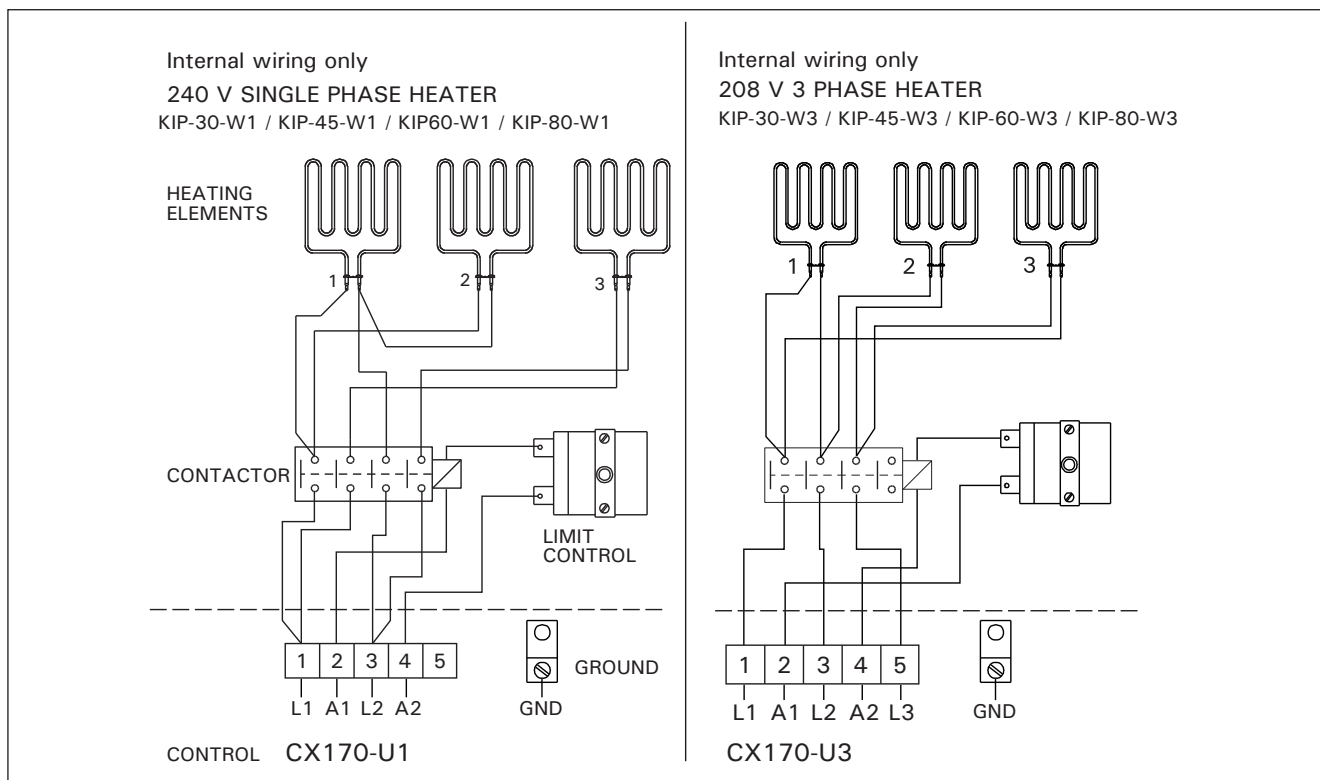 Internal wiring only
240 V SINGLE PHASE HEATER
KIP-30-W1 / KIP-45-W1 / KIP60-W1 / KIP-80-W1
HEATING
ELEMENTS
1
2
3
CONTACTOR
LIMIT
CONTROL
1 2 3 4 5
GROUND
L1 A1 L2 A2
GND
CONTROL CX170-U1
Internal wiring only
208 V 3 PHASE HEATER
KIP-30-W3 / KIP-45-W3 / KIP-60-W3 / KIP-80-W3
1
2
3
1 2 3 4 5
L1 A1 L2 A2 L3
GND
CX170-U3